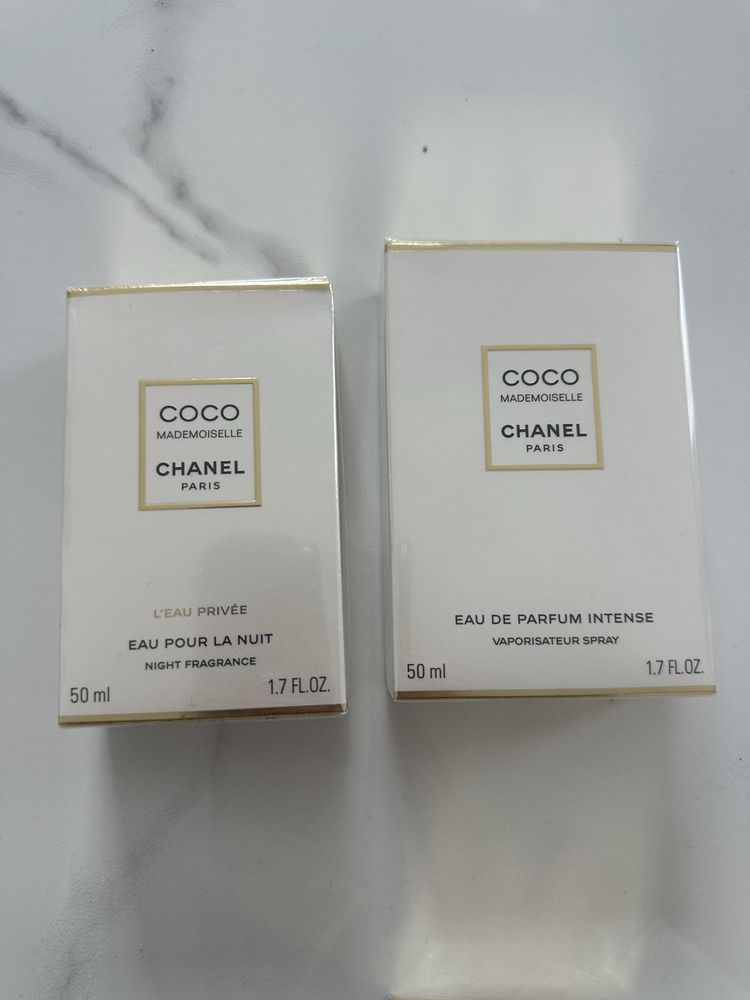 COCO
MADEMOISELLE
CHANEL
PARIS
L'EAU PRIVÉE
EAU POUR LA NUIT
NIGHT FRAGRANCE
50 ml 1.7 FL.OZ.
COCO
MADEMOISELLE
CHANEL
PARIS
EAU DE PARFUM INTENSE
VAPORISATEUR SPRAY
50 ml 1.7 FL.OZ.